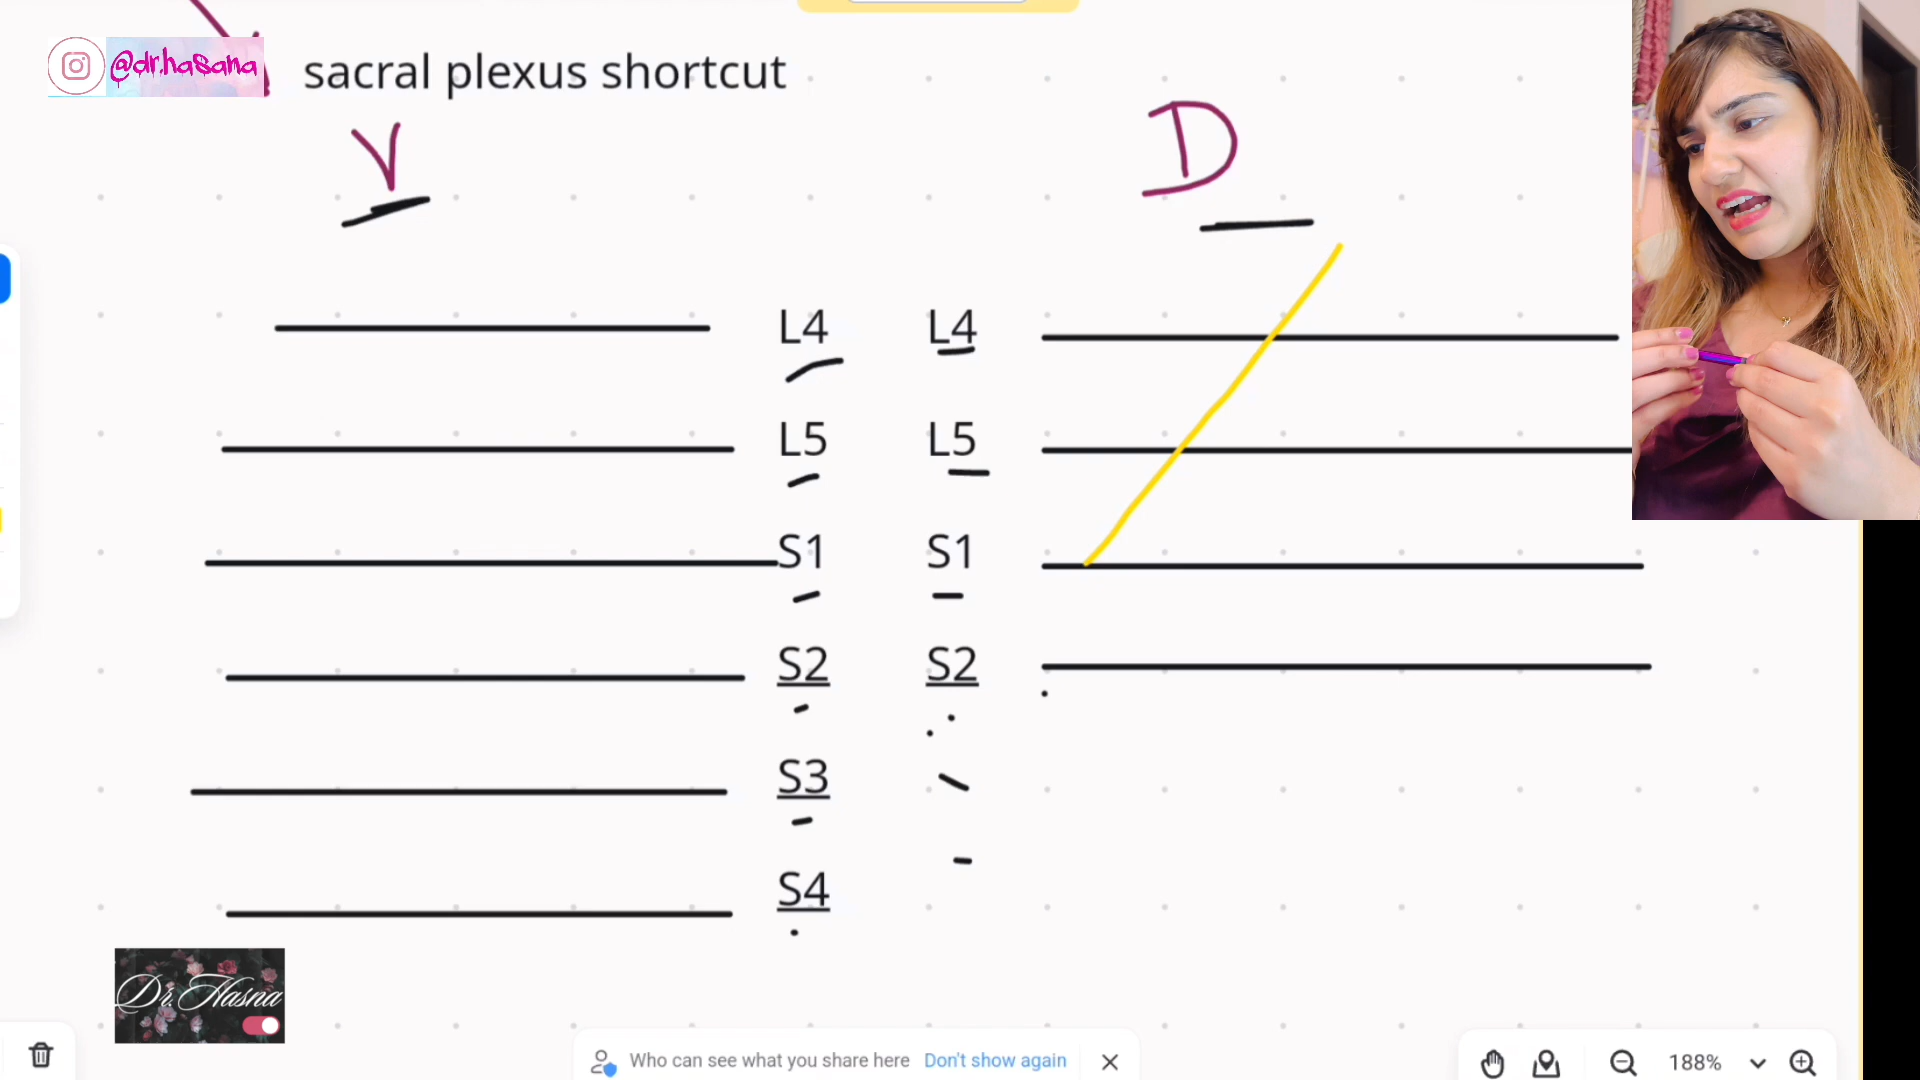 @dr.hasana
sacral plexus shortcut
V
D
L4 L4
L5 L5
S1 S1
S2 S2
S3
S4
Dr. Hasna
Who can see what you share here Don't show again
188%